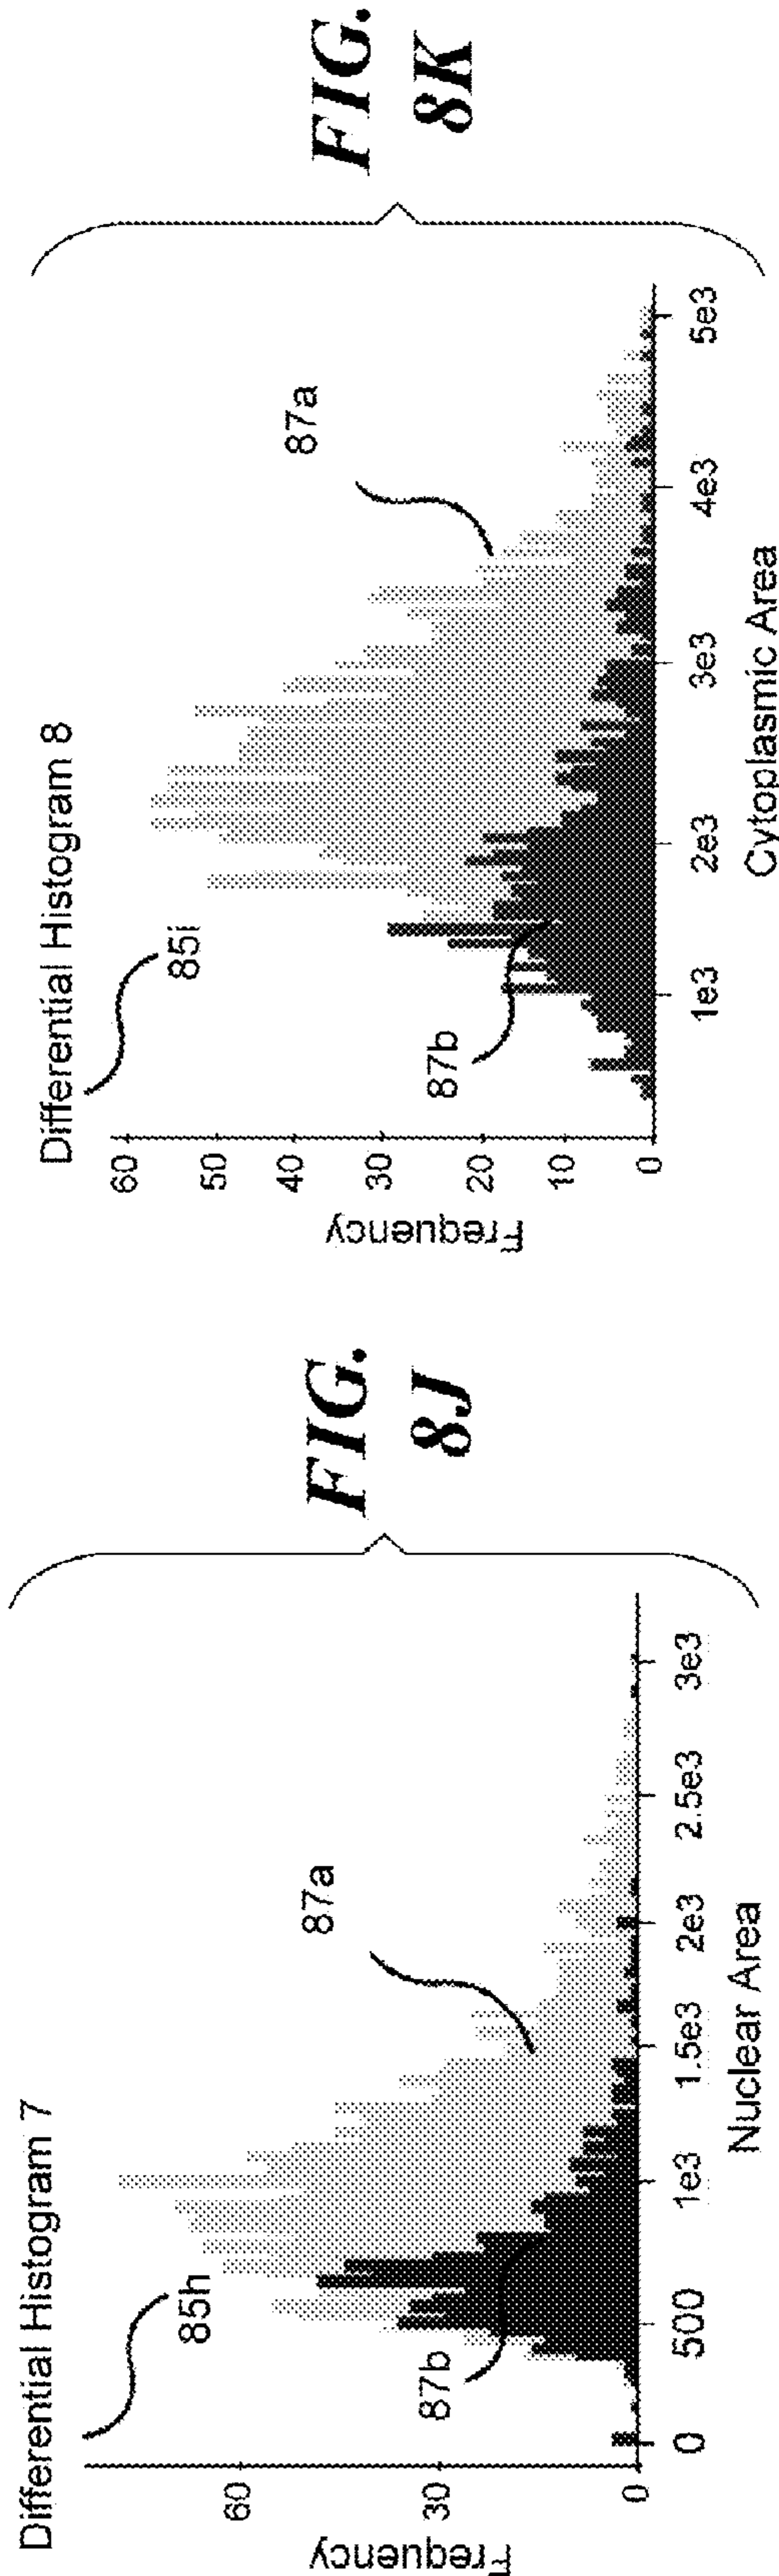 Differential Histogram 7
85h
87a
87b
Frequency
60
30
0
0
500
1e3
1.5e3
2e3
2.5e3
3e3
Nuclear Area
FIG.
8J
Differential Histogram 8
85i
87a
87b
Frequency
60
50
40
30
20
10
0
1e3
2e3
3e3
4e3
5e3
Cytoplasmic Area
FIG.
8K